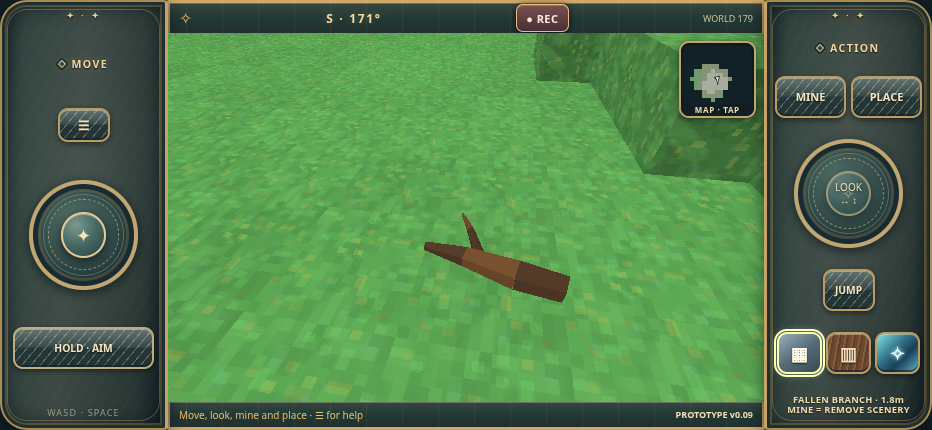 MOVE
☰
HOLD · AIM
WASD · SPACE
S · 171°
● REC
WORLD 179
MAP · TAP
Move, look, mine and place · ☰ for help
PROTOTYPE v0.09
ACTION
MINE
PLACE
LOOK
↔ ↕
JUMP
FALLEN BRANCH · 1.8m
MINE = REMOVE SCENERY